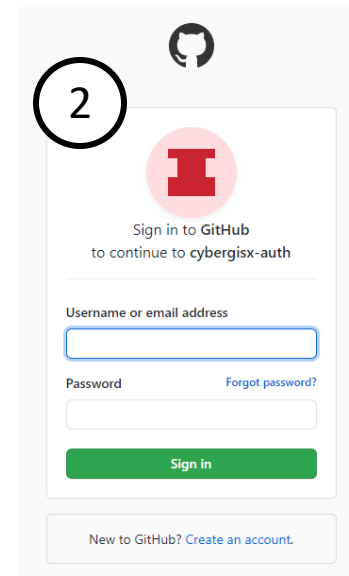 2
Sign in to GitHub
to continue to cybergisx-auth
Username or email address
Password Forgot password?
Sign in
New to GitHub? Create an account.